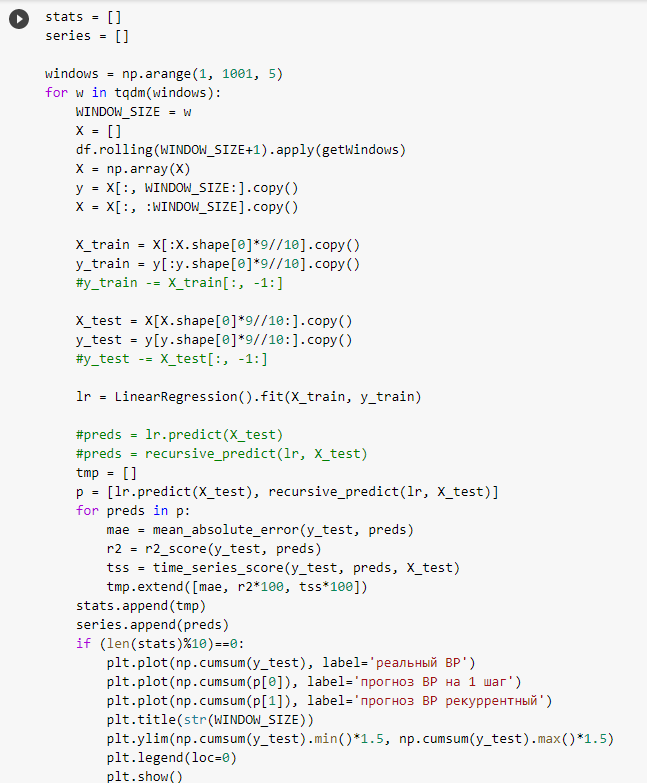 stats = []
series = []
windows = np.arange(1, 1001, 5)
for w in tqdm(windows):
    WINDOW_SIZE = w
    X = []
    df.rolling(WINDOW_SIZE+1).apply(getWindows)
    X = np.array(X)
    y = X[:, WINDOW_SIZE:].copy()
    X = X[:, :WINDOW_SIZE].copy()
    X_train = X[:X.shape[0]*9//10].copy()
    y_train = y[:y.shape[0]*9//10].copy()
    #y_train -= X_train[:, -1:]
    X_test = X[X.shape[0]*9//10:].copy()
    y_test = y[y.shape[0]*9//10:].copy()
    #y_test -= X_test[:, -1:]
    lr = LinearRegression().fit(X_train, y_train)
    #preds = lr.predict(X_test)
    #preds = recursive_predict(lr, X_test)
    tmp = []
    p = [lr.predict(X_test), recursive_predict(lr, X_test)]
    for preds in p:
        mae = mean_absolute_error(y_test, preds)
        r2 = r2_score(y_test, preds)
        tss = time_series_score(y_test, preds, X_test)
        tmp.extend([mae, r2*100, tss*100])
    stats.append(tmp)
    series.append(preds)
    if (len(stats)%10)==0:
        plt.plot(np.cumsum(y_test), label='реальный ВР')
        plt.plot(np.cumsum(p[0]), label='прогноз ВР на 1 шаг')
        plt.plot(np.cumsum(p[1]), label='прогноз ВР рекуррентный')
        plt.title(str(WINDOW_SIZE))
        plt.ylim(np.cumsum(y_test).min()*1.5, np.cumsum(y_test).max()*1.5)
        plt.legend(loc=0)
        plt.show()